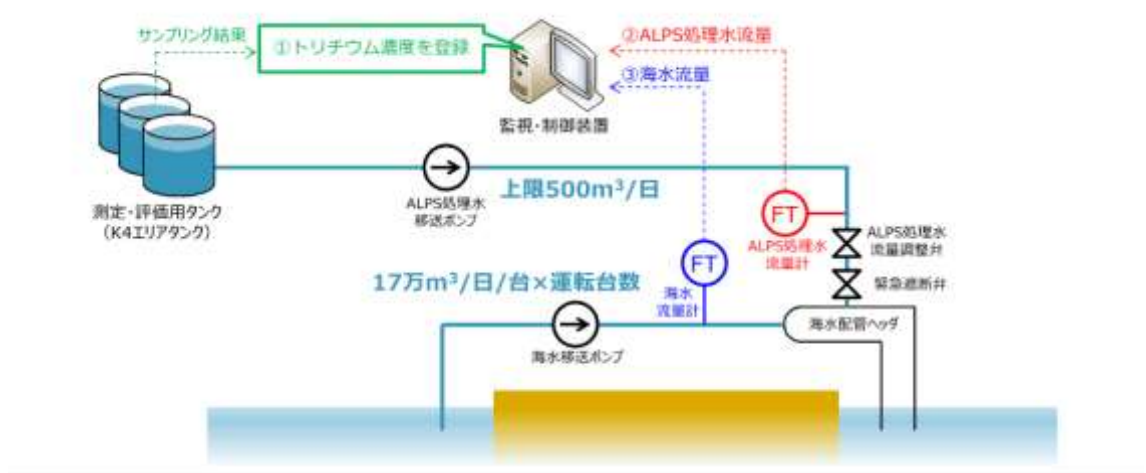 サンプリング結果
①トリチウム濃度を登録
②ALPS処理水流量
③海水流量
監視・制御装置
測定・評価用タンク
（K4エリアタンク）
ALPS処理水
移送ポンプ
上限500m³/日
FT
ALPS処理水
流量計
ALPS処理水
流量調整弁
緊急遮断弁
17万m³/日/台×運転台数
FT
海水
流量計
海水移送ポンプ
海水配管ヘッダ